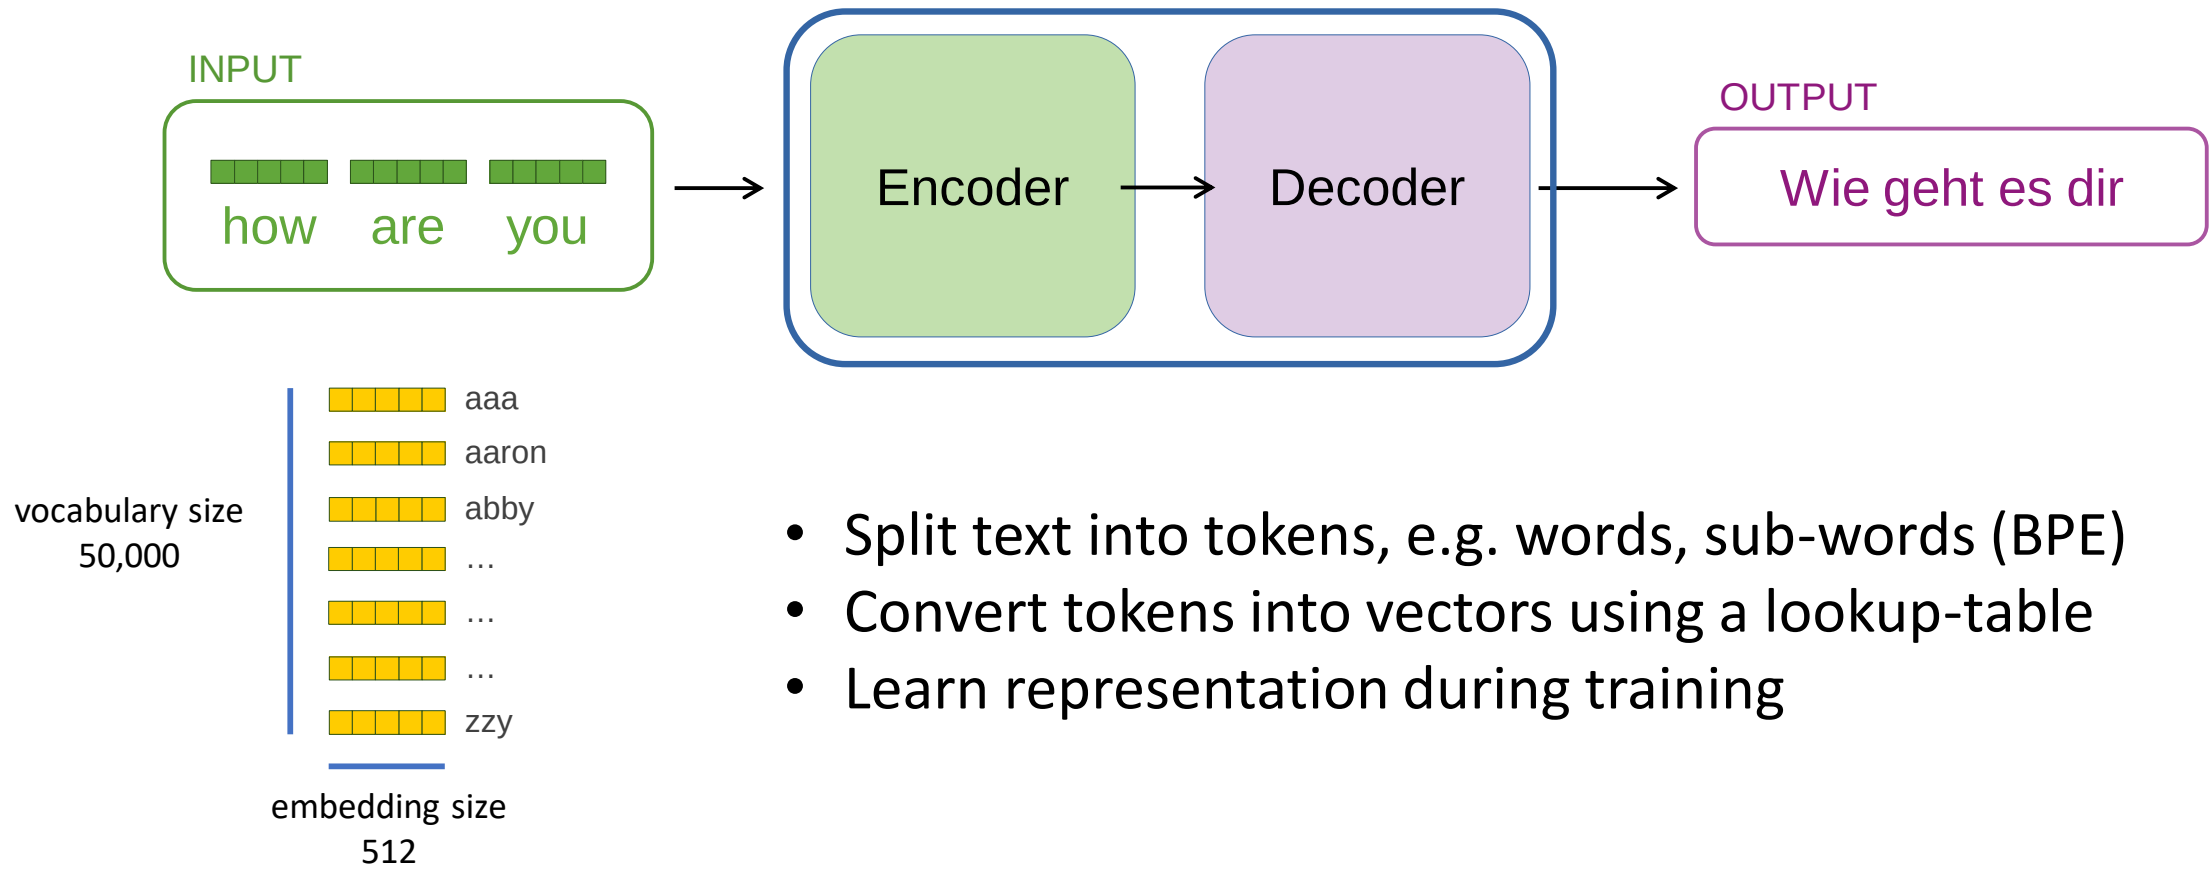 INPUT
how are you
Encoder
Decoder
OUTPUT
Wie geht es dir
aaa
aaron
abby
...
...
...
zzy
vocabulary size
50,000
embedding size
512
• Split text into tokens, e.g. words, sub-words (BPE)
• Convert tokens into vectors using a lookup-table
• Learn representation during training